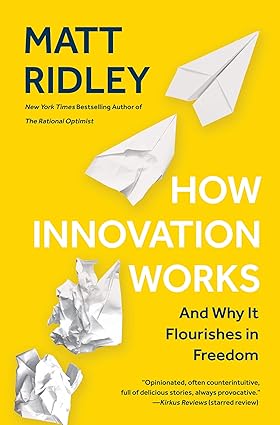 MATT
RIDLEY
New York Times Bestselling Author of
The Rational Optimist
HOW
INNOVATION
WORKS
And Why It
Flourishes in
Freedom
"Opinionated, often counterintuitive,
full of delicious stories, always provocative."
—Kirkus Reviews (starred review)